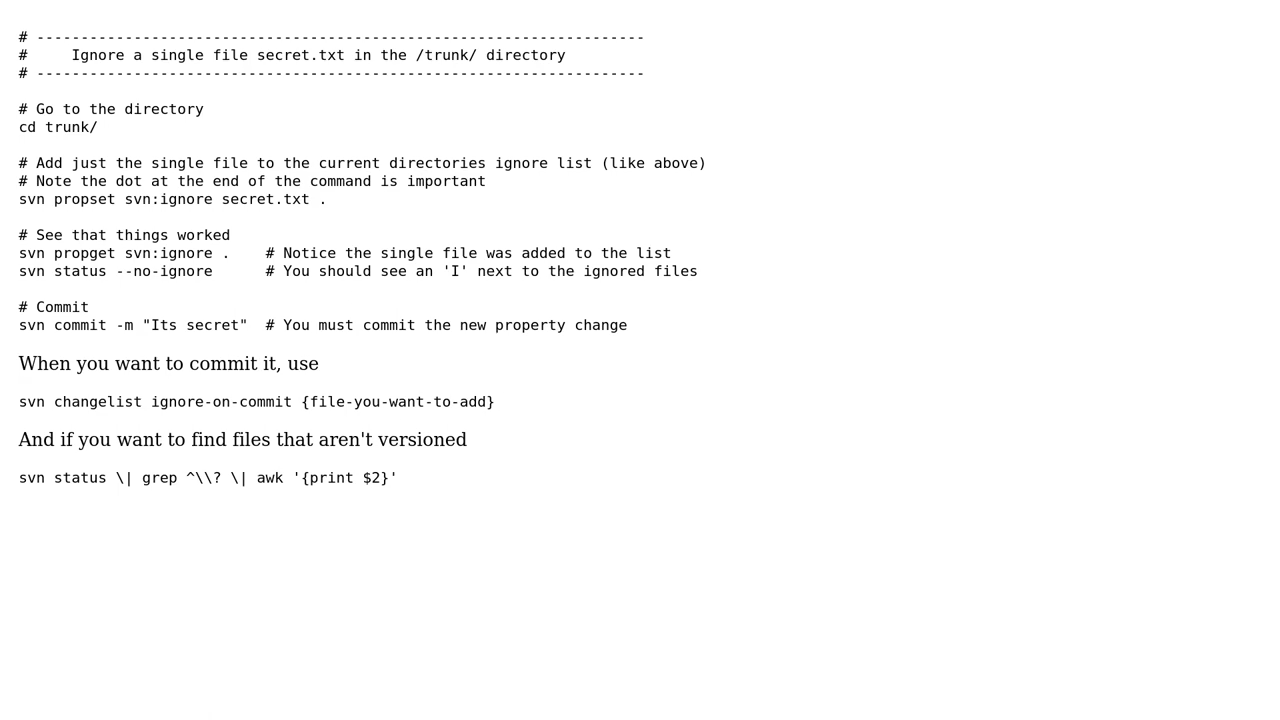 # ---------------------------------------------------------------------
#     Ignore a single file secret.txt in the /trunk/ directory
# ---------------------------------------------------------------------
# Go to the directory
cd trunk/
# Add just the single file to the current directories ignore list (like above)
# Note the dot at the end of the command is important
svn propset svn:ignore secret.txt .
# See that things worked
svn propget svn:ignore .    # Notice the single file was added to the list
svn status --no-ignore      # You should see an 'I' next to the ignored files
# Commit
svn commit -m "Its secret"  # You must commit the new property change
When you want to commit it, use
svn changelist ignore-on-commit {file-you-want-to-add}
And if you want to find files that aren't versioned
svn status \| grep ^\\? \| awk '{print $2}'